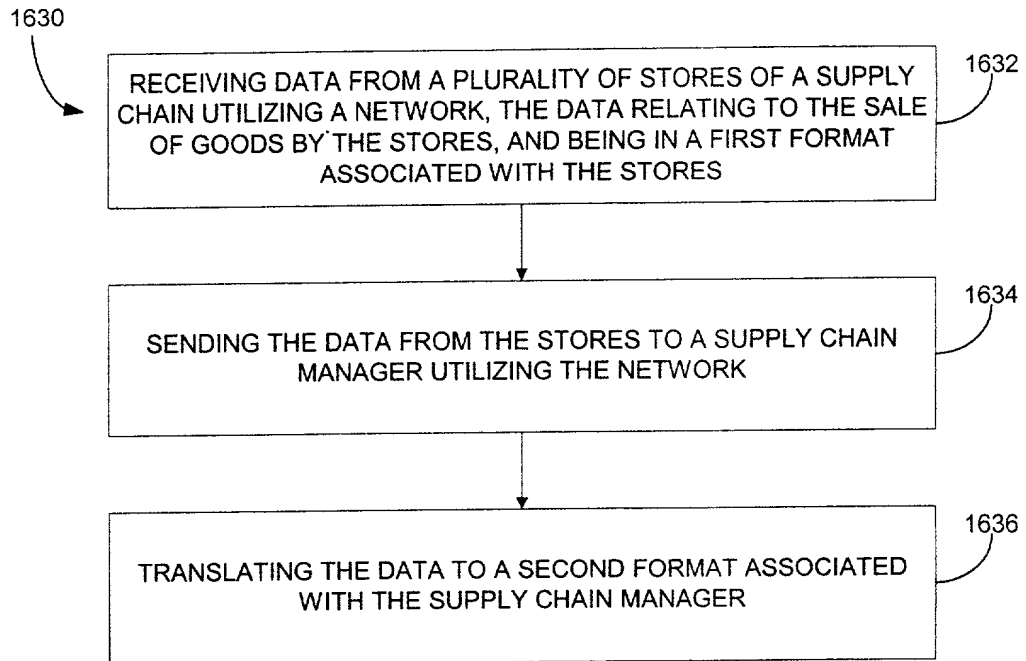 1630
1632
RECEIVING DATA FROM A PLURALITY OF STORES OF A SUPPLY
CHAIN UTILIZING A NETWORK, THE DATA RELATING TO THE SALE
OF GOODS BY THE STORES, AND BEING IN A FIRST FORMAT
ASSOCIATED WITH THE STORES
1634
SENDING THE DATA FROM THE STORES TO A SUPPLY CHAIN
MANAGER UTILIZING THE NETWORK
1636
TRANSLATING THE DATA TO A SECOND FORMAT ASSOCIATED
WITH THE SUPPLY CHAIN MANAGER